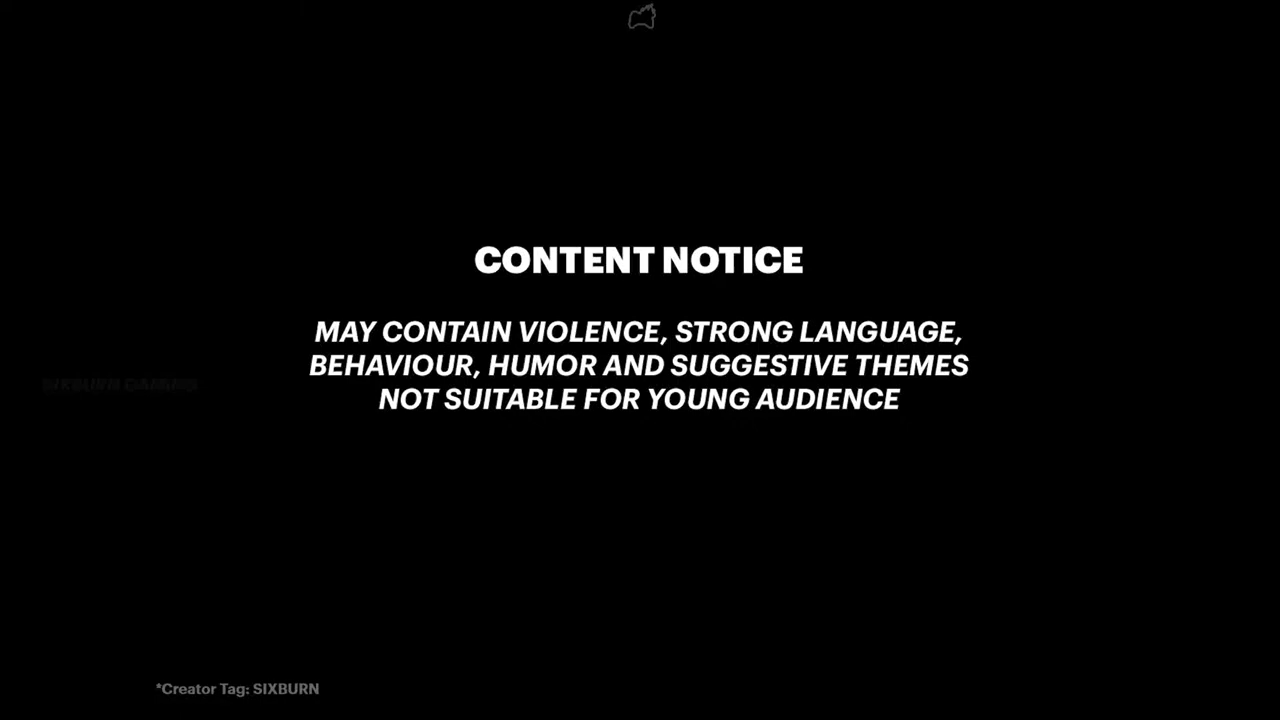 CONTENT NOTICE
MAY CONTAIN VIOLENCE, STRONG LANGUAGE,
BEHAVIOUR, HUMOR AND SUGGESTIVE THEMES
NOT SUITABLE FOR YOUNG AUDIENCE
*Creator Tag: SIXBURN